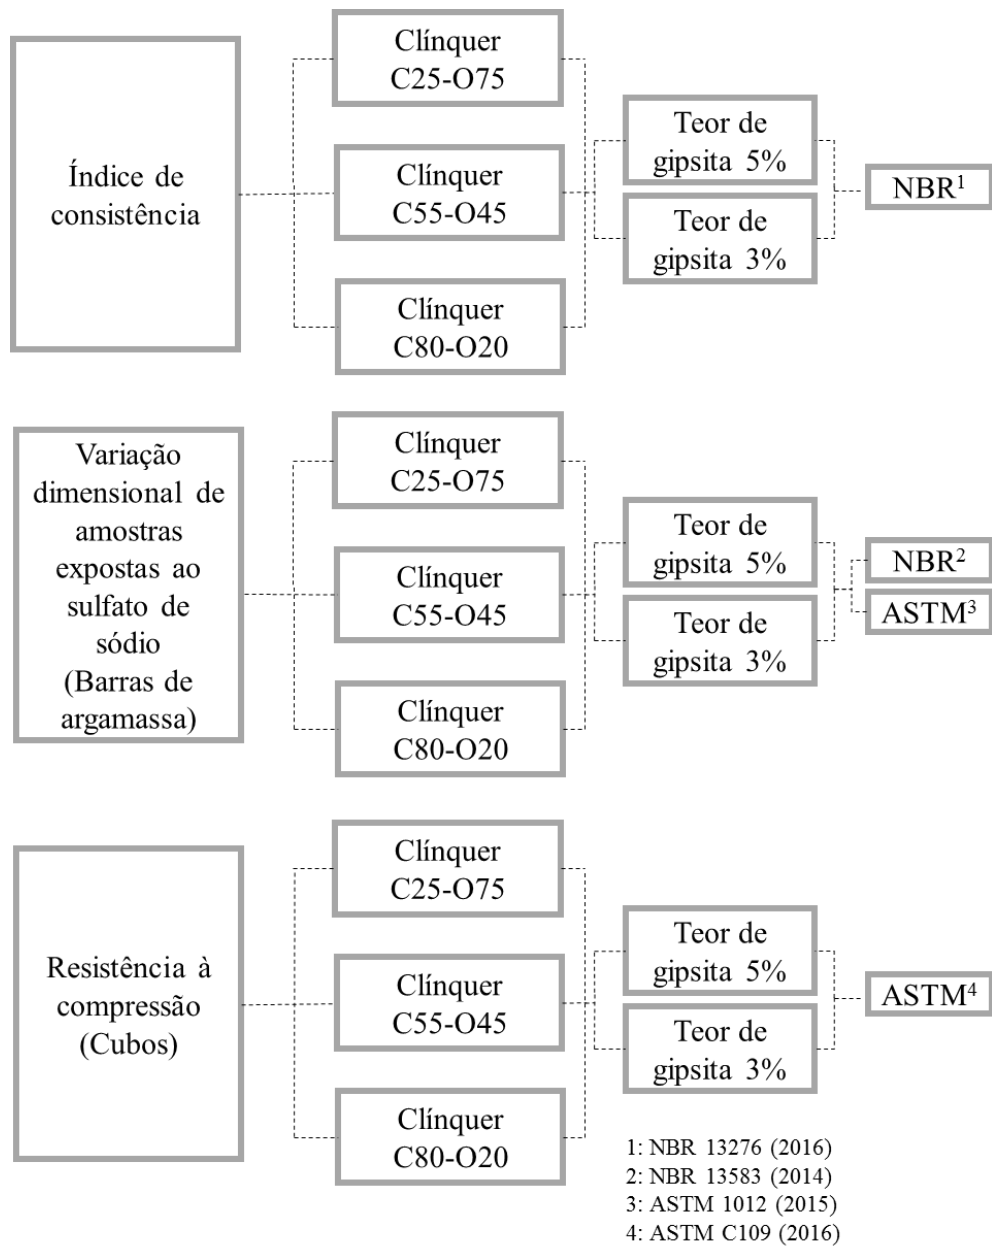 Índice de
consistência
Clínquer
C25-O75
Clínquer
C55-O45
Clínquer
C80-O20
Teor de
gipsita 5%
Teor de
gipsita 3%
NBR¹
Variação
dimensional de
amostras
expostas ao
sulfato de
sódio
(Barras de
argamassa)
Clínquer
C25-O75
Clínquer
C55-O45
Clínquer
C80-O20
Teor de
gipsita 5%
Teor de
gipsita 3%
NBR²
ASTM³
Resistência à
compressão
(Cubos)
Clínquer
C25-O75
Clínquer
C55-O45
Clínquer
C80-O20
Teor de
gipsita 5%
Teor de
gipsita 3%
ASTM⁴
1: NBR 13276 (2016)
2: NBR 13583 (2014)
3: ASTM 1012 (2015)
4: ASTM C109 (2016)